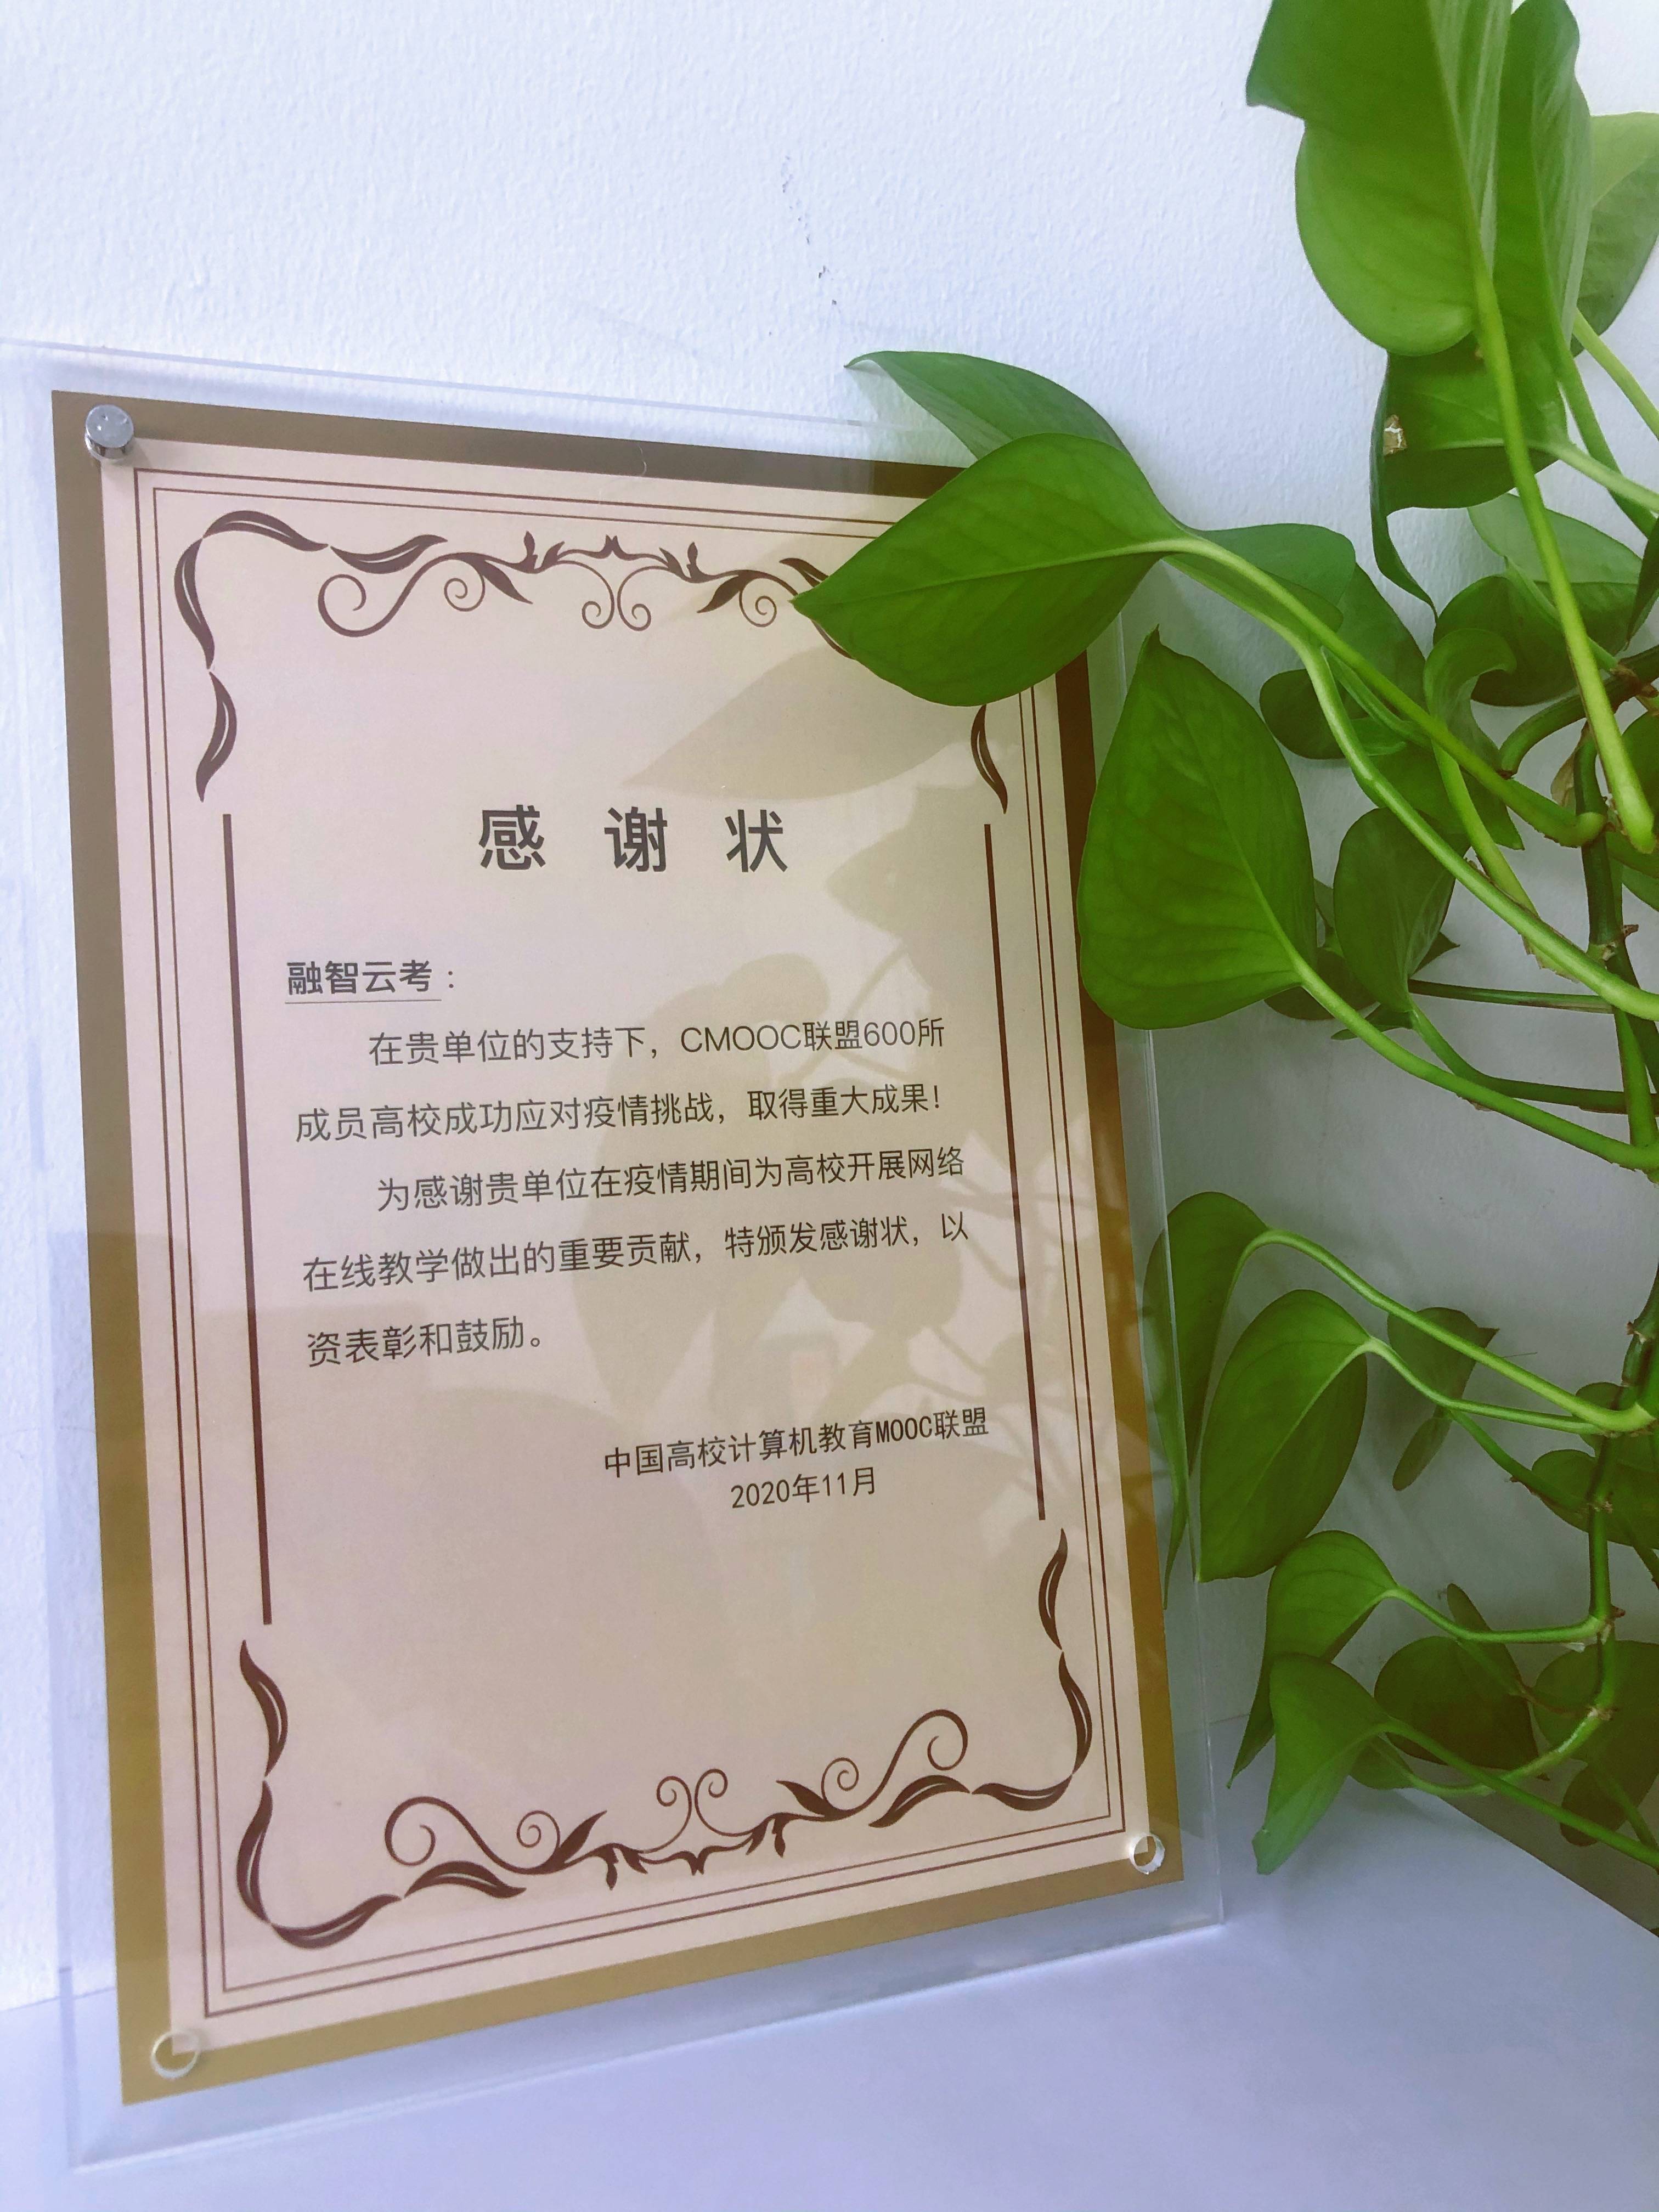 感谢状
融智云考：
在贵单位的支持下，CMOOC联盟600所
成员高校成功应对疫情挑战，取得重大成果！
为感谢贵单位在疫情期间为高校开展网络
在线教学做出的重要贡献，特颁发感谢状，以
资表彰和鼓励。
中国高校计算机教育MOOC联盟
2020年11月